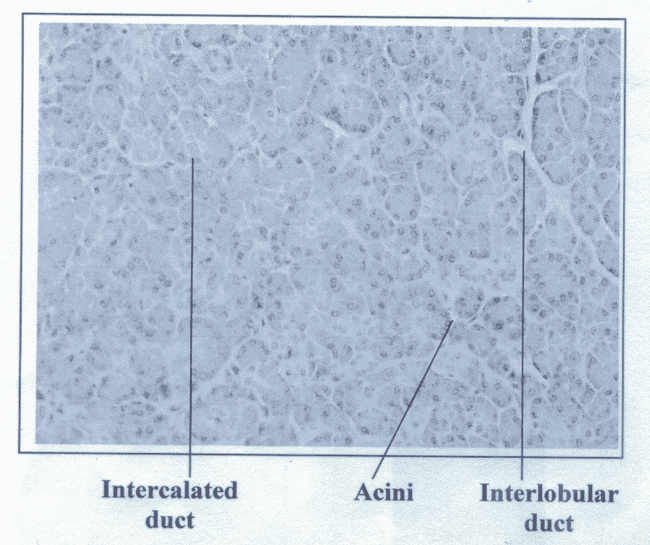 Intercalated
duct
Acini
Interlobular
duct